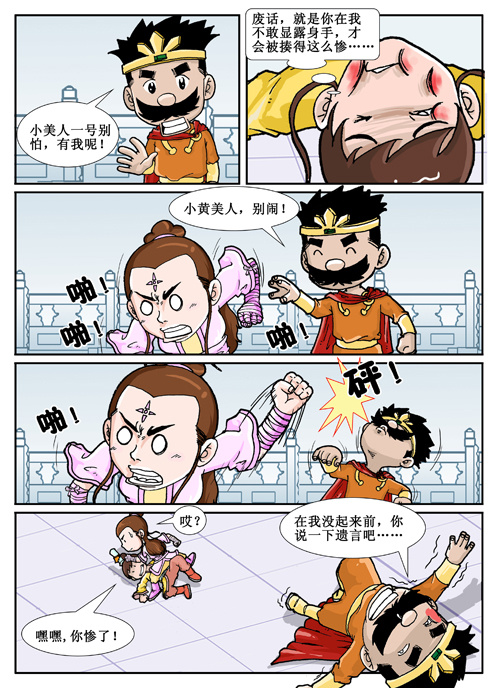 小美人一号别
怕，有我呢！
废话，就是你在我
不敢显露身手，才
会被揍得这么惨……
小黄美人，别闹！
啪！
啪！
啪！
啪！
砰！
哎？
嘿嘿,你惨了！
在我没起来前，你
说一下遗言吧……